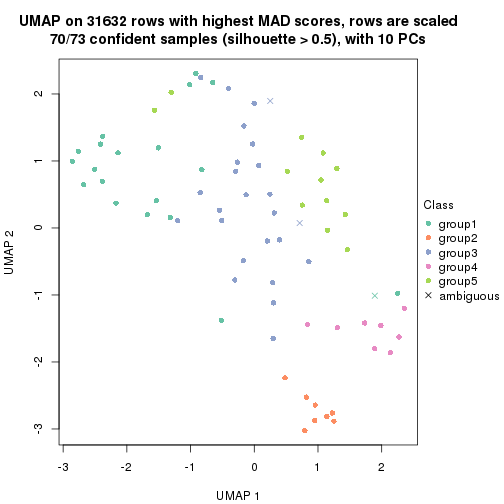 UMAP on 31632 rows with highest MAD scores, rows are scaled
70/73 confident samples (silhouette > 0.5), with 10 PCs
2
1
0
-1
-2
-3
UMAP 2
-3 -2 -1 0 1 2
UMAP 1
Class
group1
group2
group3
group4
group5
ambiguous